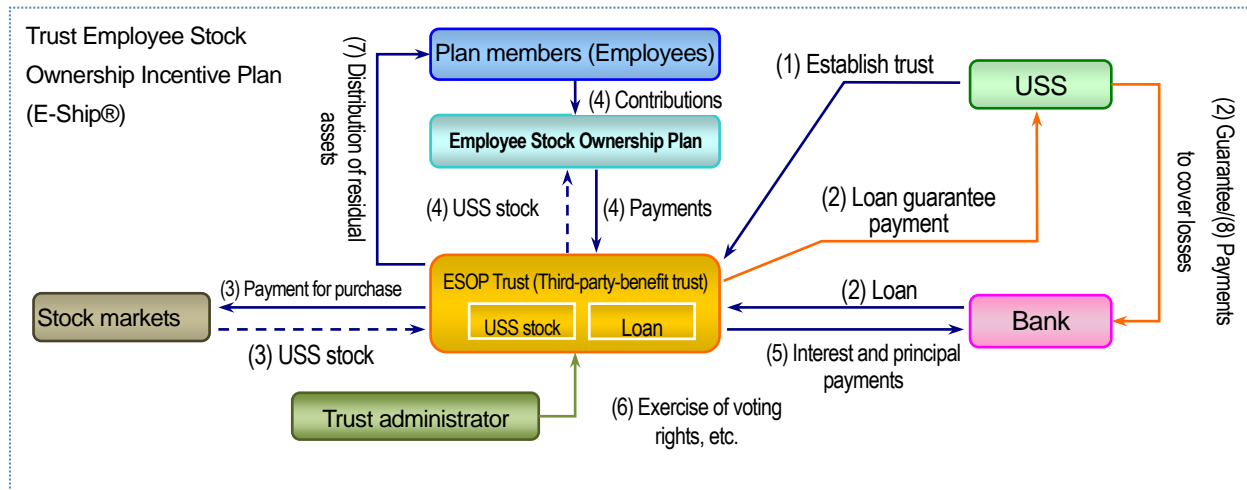 Trust Employee Stock
Ownership Incentive Plan
(E-Ship®)
(7) Distribution of residual
assets
Plan members (Employees)
(4) Contributions
Employee Stock Ownership Plan
(4) USS stock
(4) Payments
(1) Establish trust
USS
(2) Guarantee/(8) Payments
to cover losses
(2) Loan guarantee
payment
ESOP Trust (Third-party-benefit trust)
USS stock
Loan
(3) Payment for purchase
Stock markets
(3) USS stock
(2) Loan
Bank
(5) Interest and principal
payments
Trust administrator
(6) Exercise of voting
rights, etc.